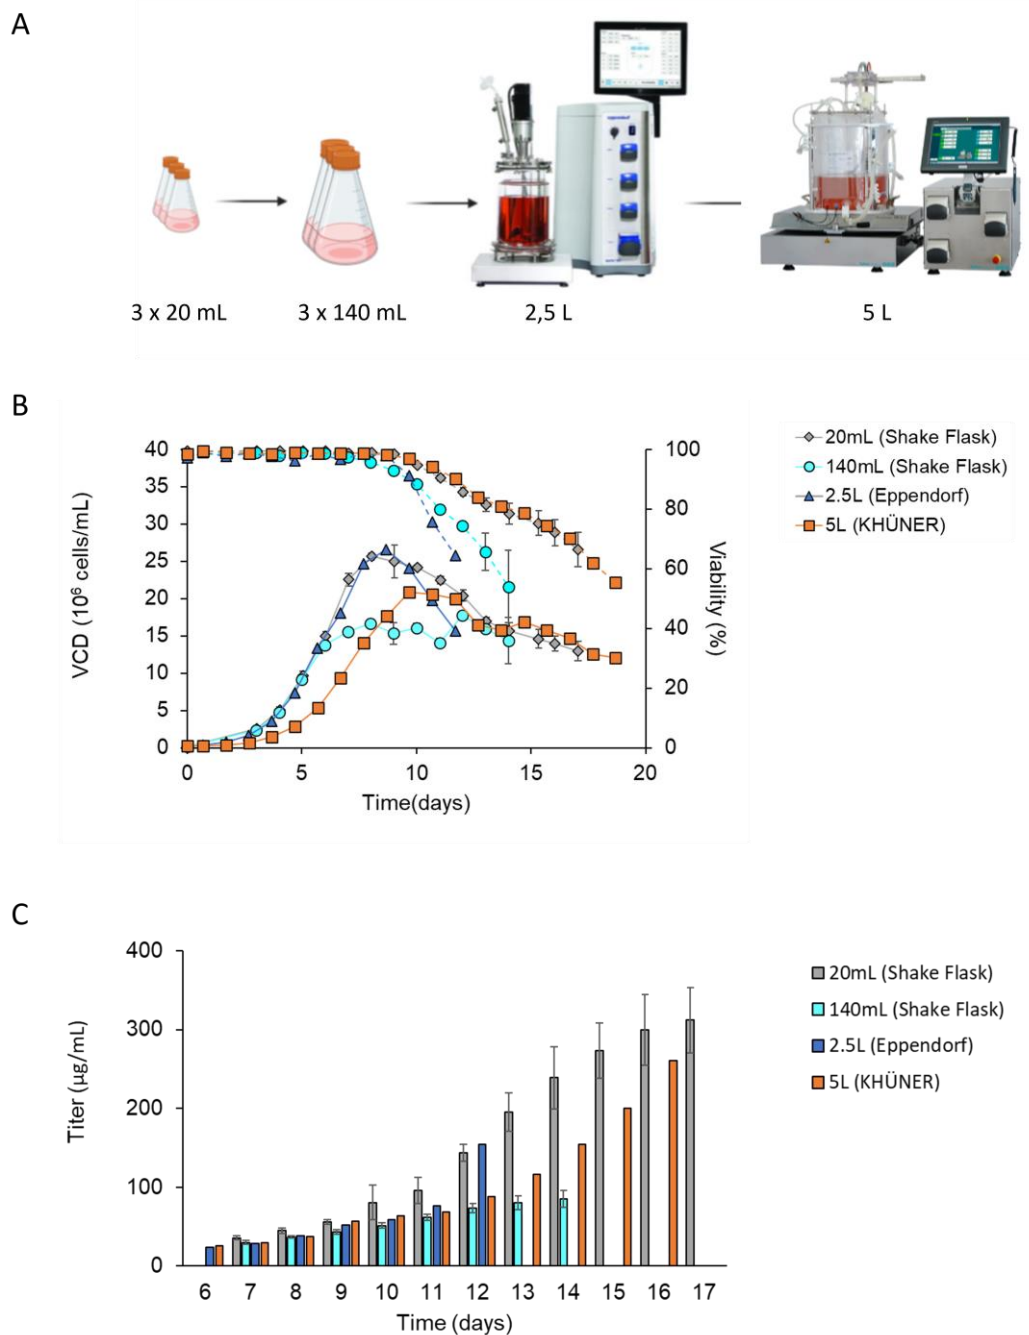 A
3 x 20 mL
3 x 140 mL
2,5 L
5 L
B
40
35
30
25
20
15
10
5
0
VCD (10⁶ cells/mL)
100
80
60
40
20
0
Viability (%)
0
5
10
15
20
Time(days)
20mL (Shake Flask)
140mL (Shake Flask)
2.5L (Eppendorf)
5L (KHÜNER)
C
400
300
200
100
0
Titer (µg/mL)
6
7
8
9
10
11
12
13
14
15
16
17
Time (days)
20mL (Shake Flask)
140mL (Shake Flask)
2.5L (Eppendorf)
5L (KHÜNER)